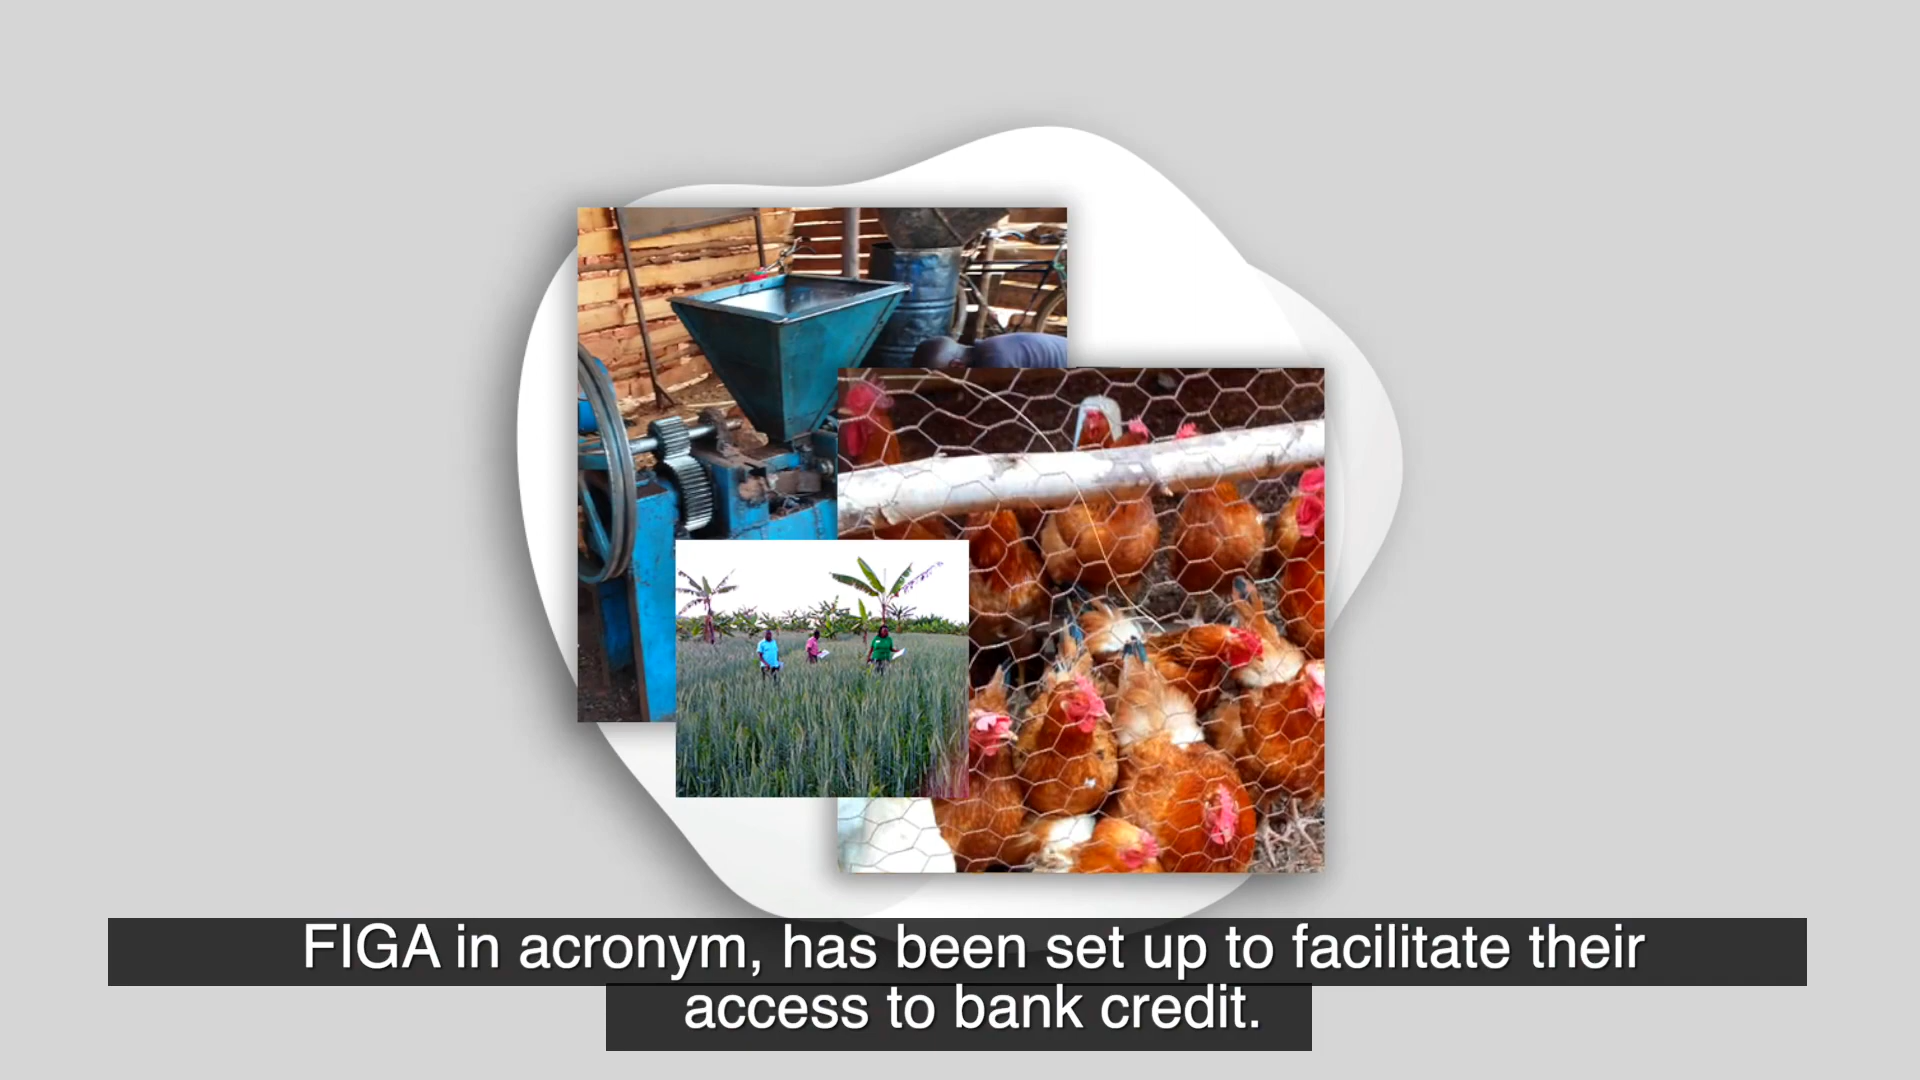 FIGA in acronym, has been set up to facilitate their
access to bank credit.